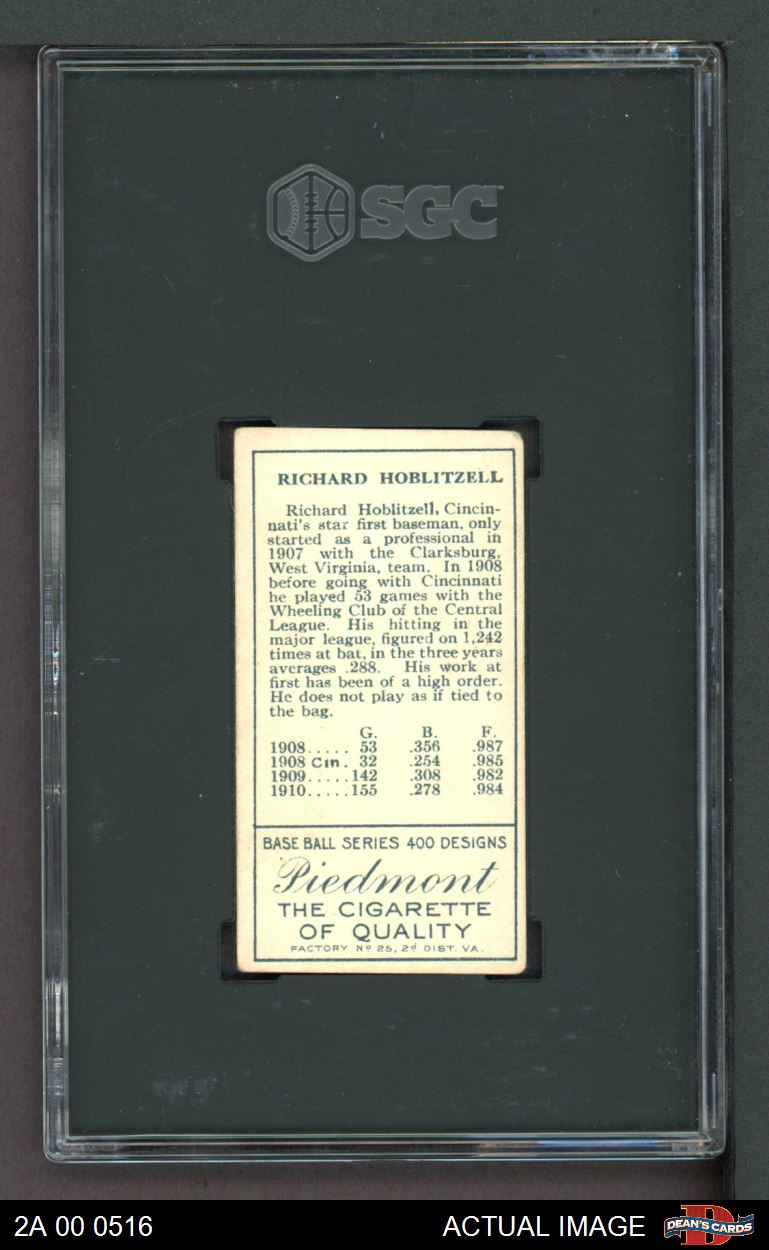 SGC
RICHARD HOBLITZELL
Richard Hoblitzell, Cincin-
nati's star first baseman, only
started as a professional in
1907 with the Clarksburg,
West Virginia, team. In 1908
before going with Cincinnati
he played 53 games with the
Wheeling Club of the Central
League. His hitting in the
major league, figured on 1,242
times at bat, in the three years
averages .288. His work at
first has been of a high order.
He does not play as if tied to
the bag.
G. B. F.
1908..... 53 .356 .987
1908 Cin. 32 .254 .985
1909.....142 .308 .982
1910.....155 .278 .984
BASE BALL SERIES 400 DESIGNS
Piedmont
THE CIGARETTE
OF QUALITY
FACTORY Nº 25, 2d DIST. VA.
2A 00 0516 ACTUAL IMAGE DEAN'S CARDS